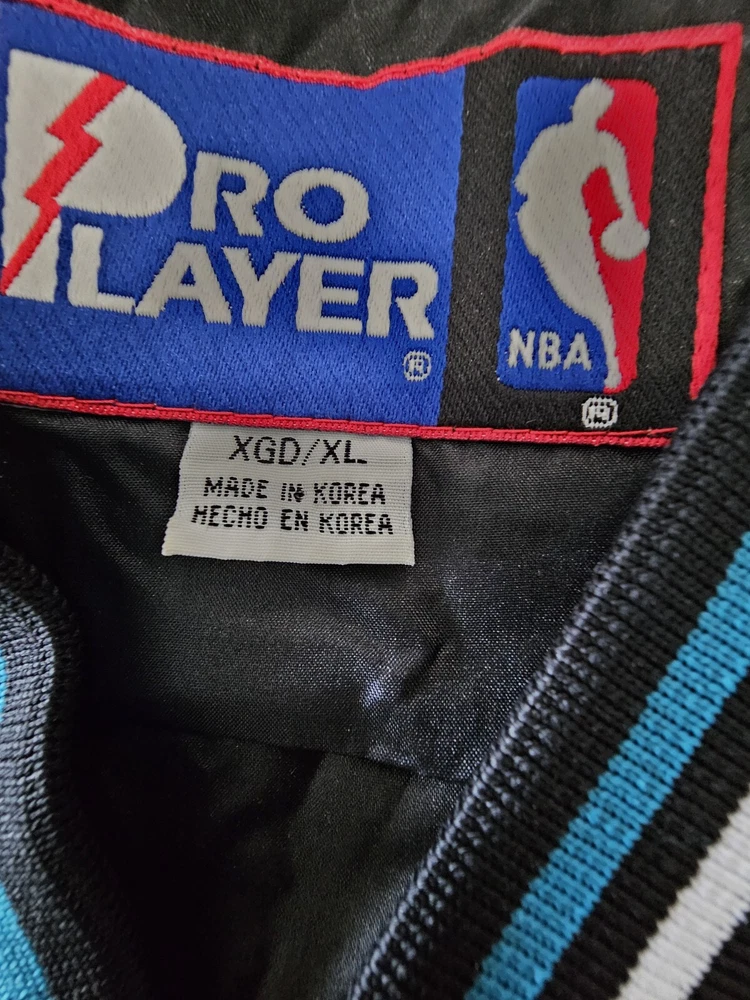 PRO
PLAYER
®
NBA
®
XGD/XL
MADE IN KOREA
HECHO EN KOREA